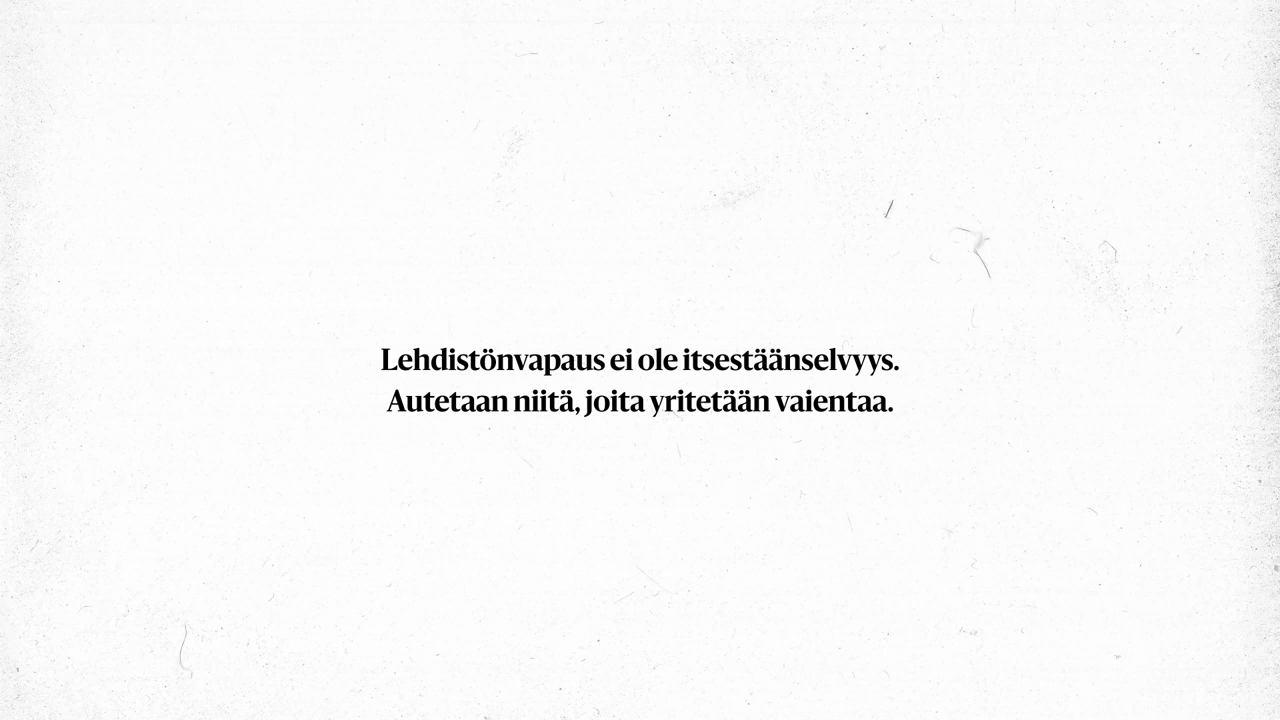 Lehdistönvapaus ei ole itsestäänselvyys.
Autetaan niitä, joita yritetään vaientaa.